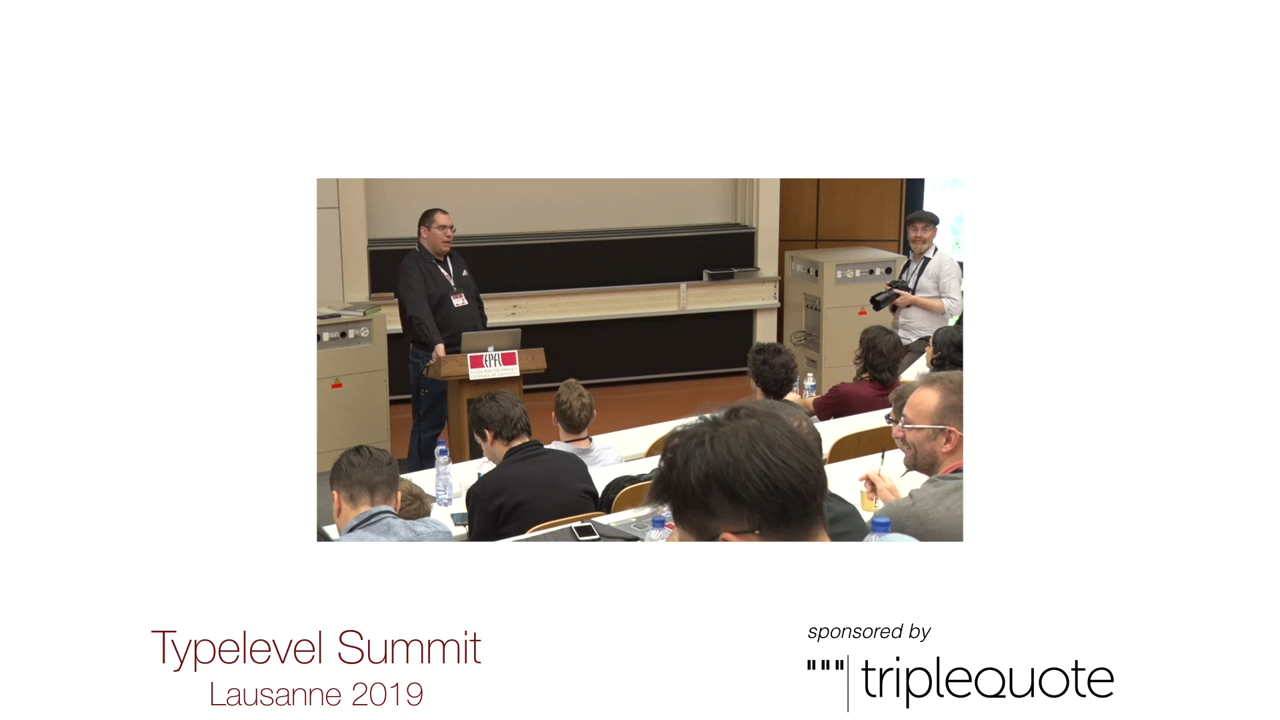 EPFL
Typelevel Summit
Lausanne 2019
sponsored by
triplequote